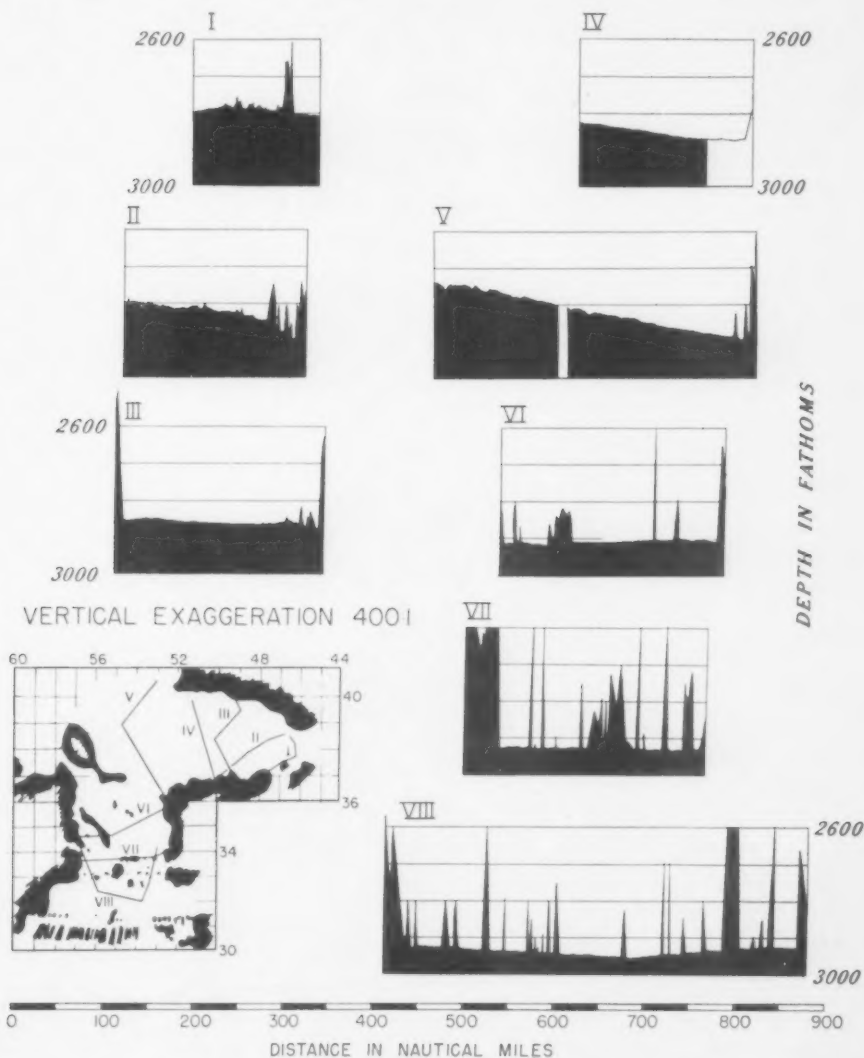 I
IV
2600
2600
3000
3000
II
V
III
VI
2600
3000
DEPTH IN FATHOMS
VERTICAL EXAGGERATION 400:1
VII
60 56 52 48 44
40
36
34
30
V
III
IV
II
VI
VII
VIII
VIII
2600
3000
0 100 200 300 400 500 600 700 800 900
DISTANCE IN NAUTICAL MILES